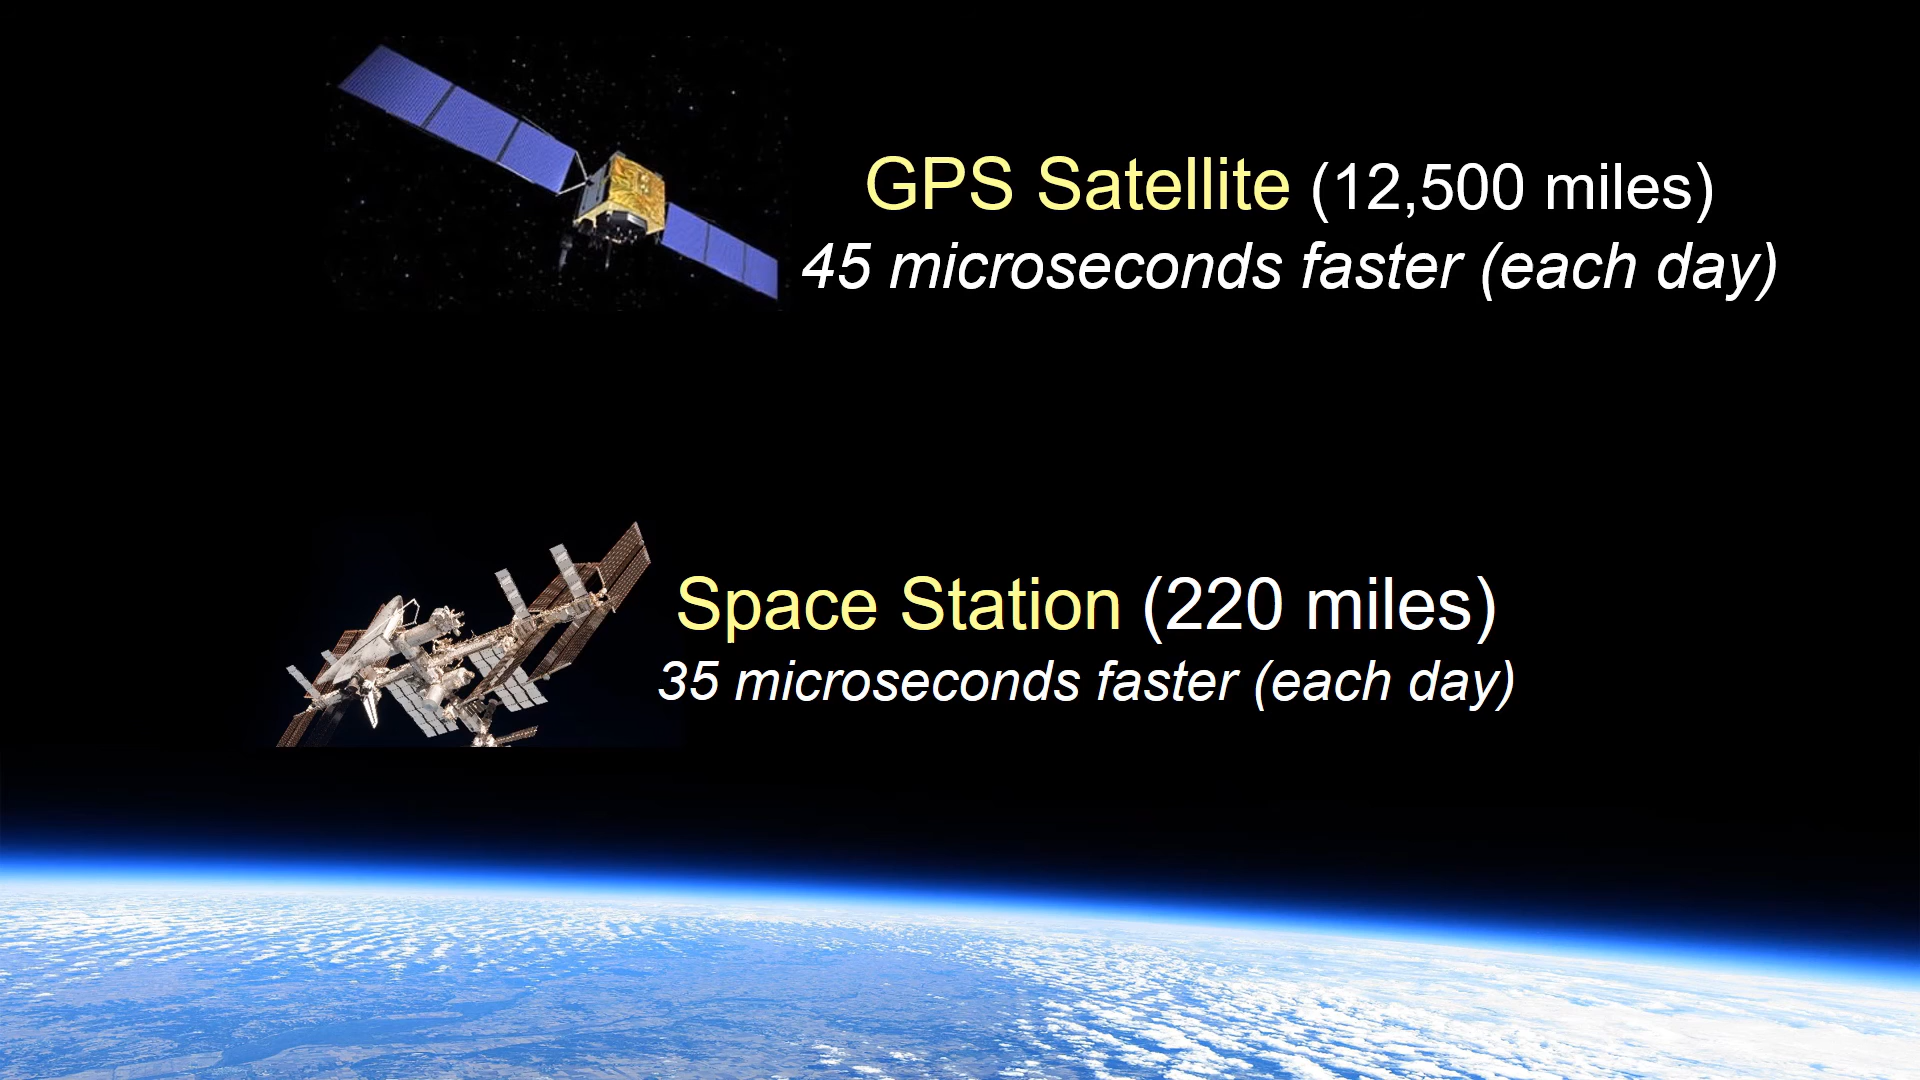 GPS Satellite (12,500 miles)
45 microseconds faster (each day)
Space Station (220 miles)
35 microseconds faster (each day)